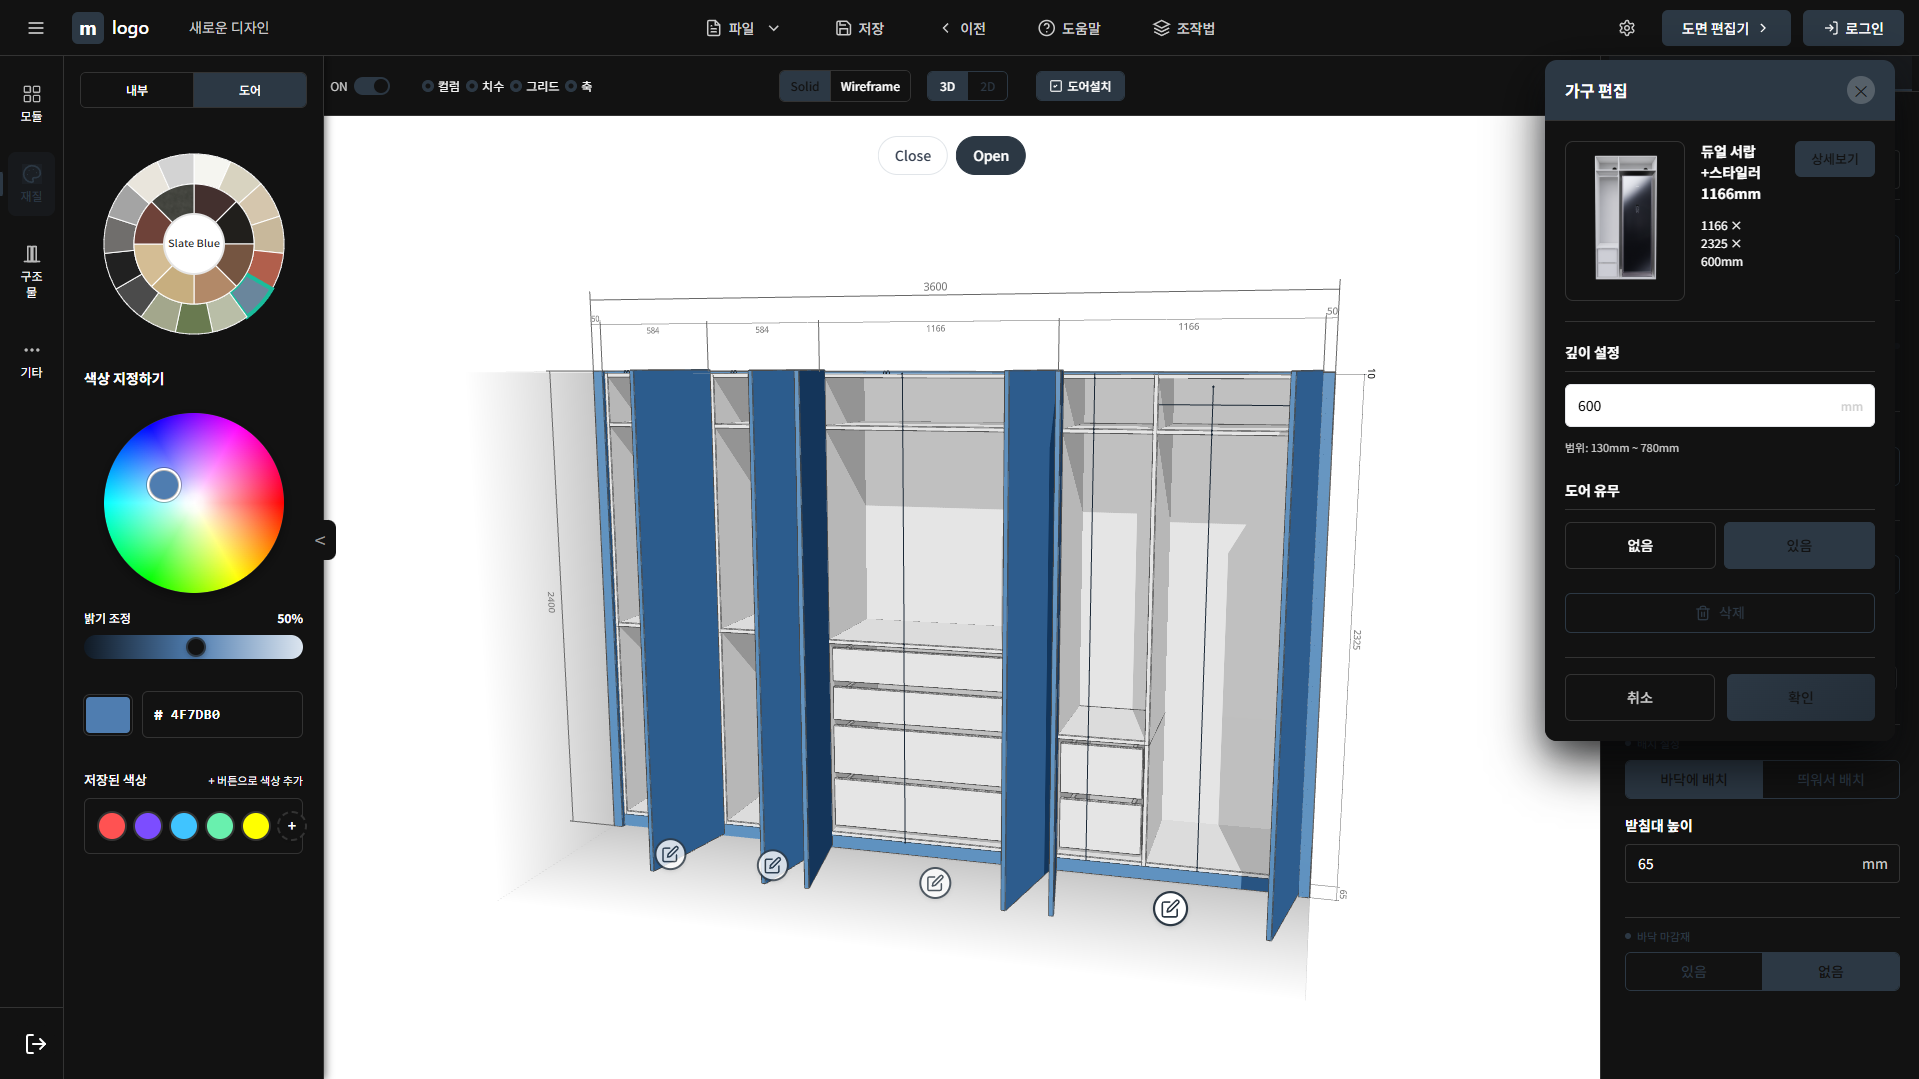 m logo
새로운 디자인
파일
저장
이전
도움말
조작법
도면 편집기
로그인
모듈
재질
구조
물
기타
내부
도어
Slate Blue
색상 지정하기
밝기 조정
50%
# 4F7DB0
저장된 색상
+ 버튼으로 색상 추가
+
<
ON
컬럼
치수
그리드
축
Solid
Wireframe
3D
2D
도어설치
Close
Open
3600
50
584
584
1166
1166
50
10
2400
2325
65
가구 편집
듀얼 서랍
+스타일러
1166mm
상세보기
1166 ×
2325 ×
600mm
깊이 설정
600
mm
범위: 130mm ~ 780mm
도어 유무
없음
있음
삭제
취소
확인
바닥에 배치
띄워서 배치
받침대 높이
65
mm
바닥 마감재
있음
없음